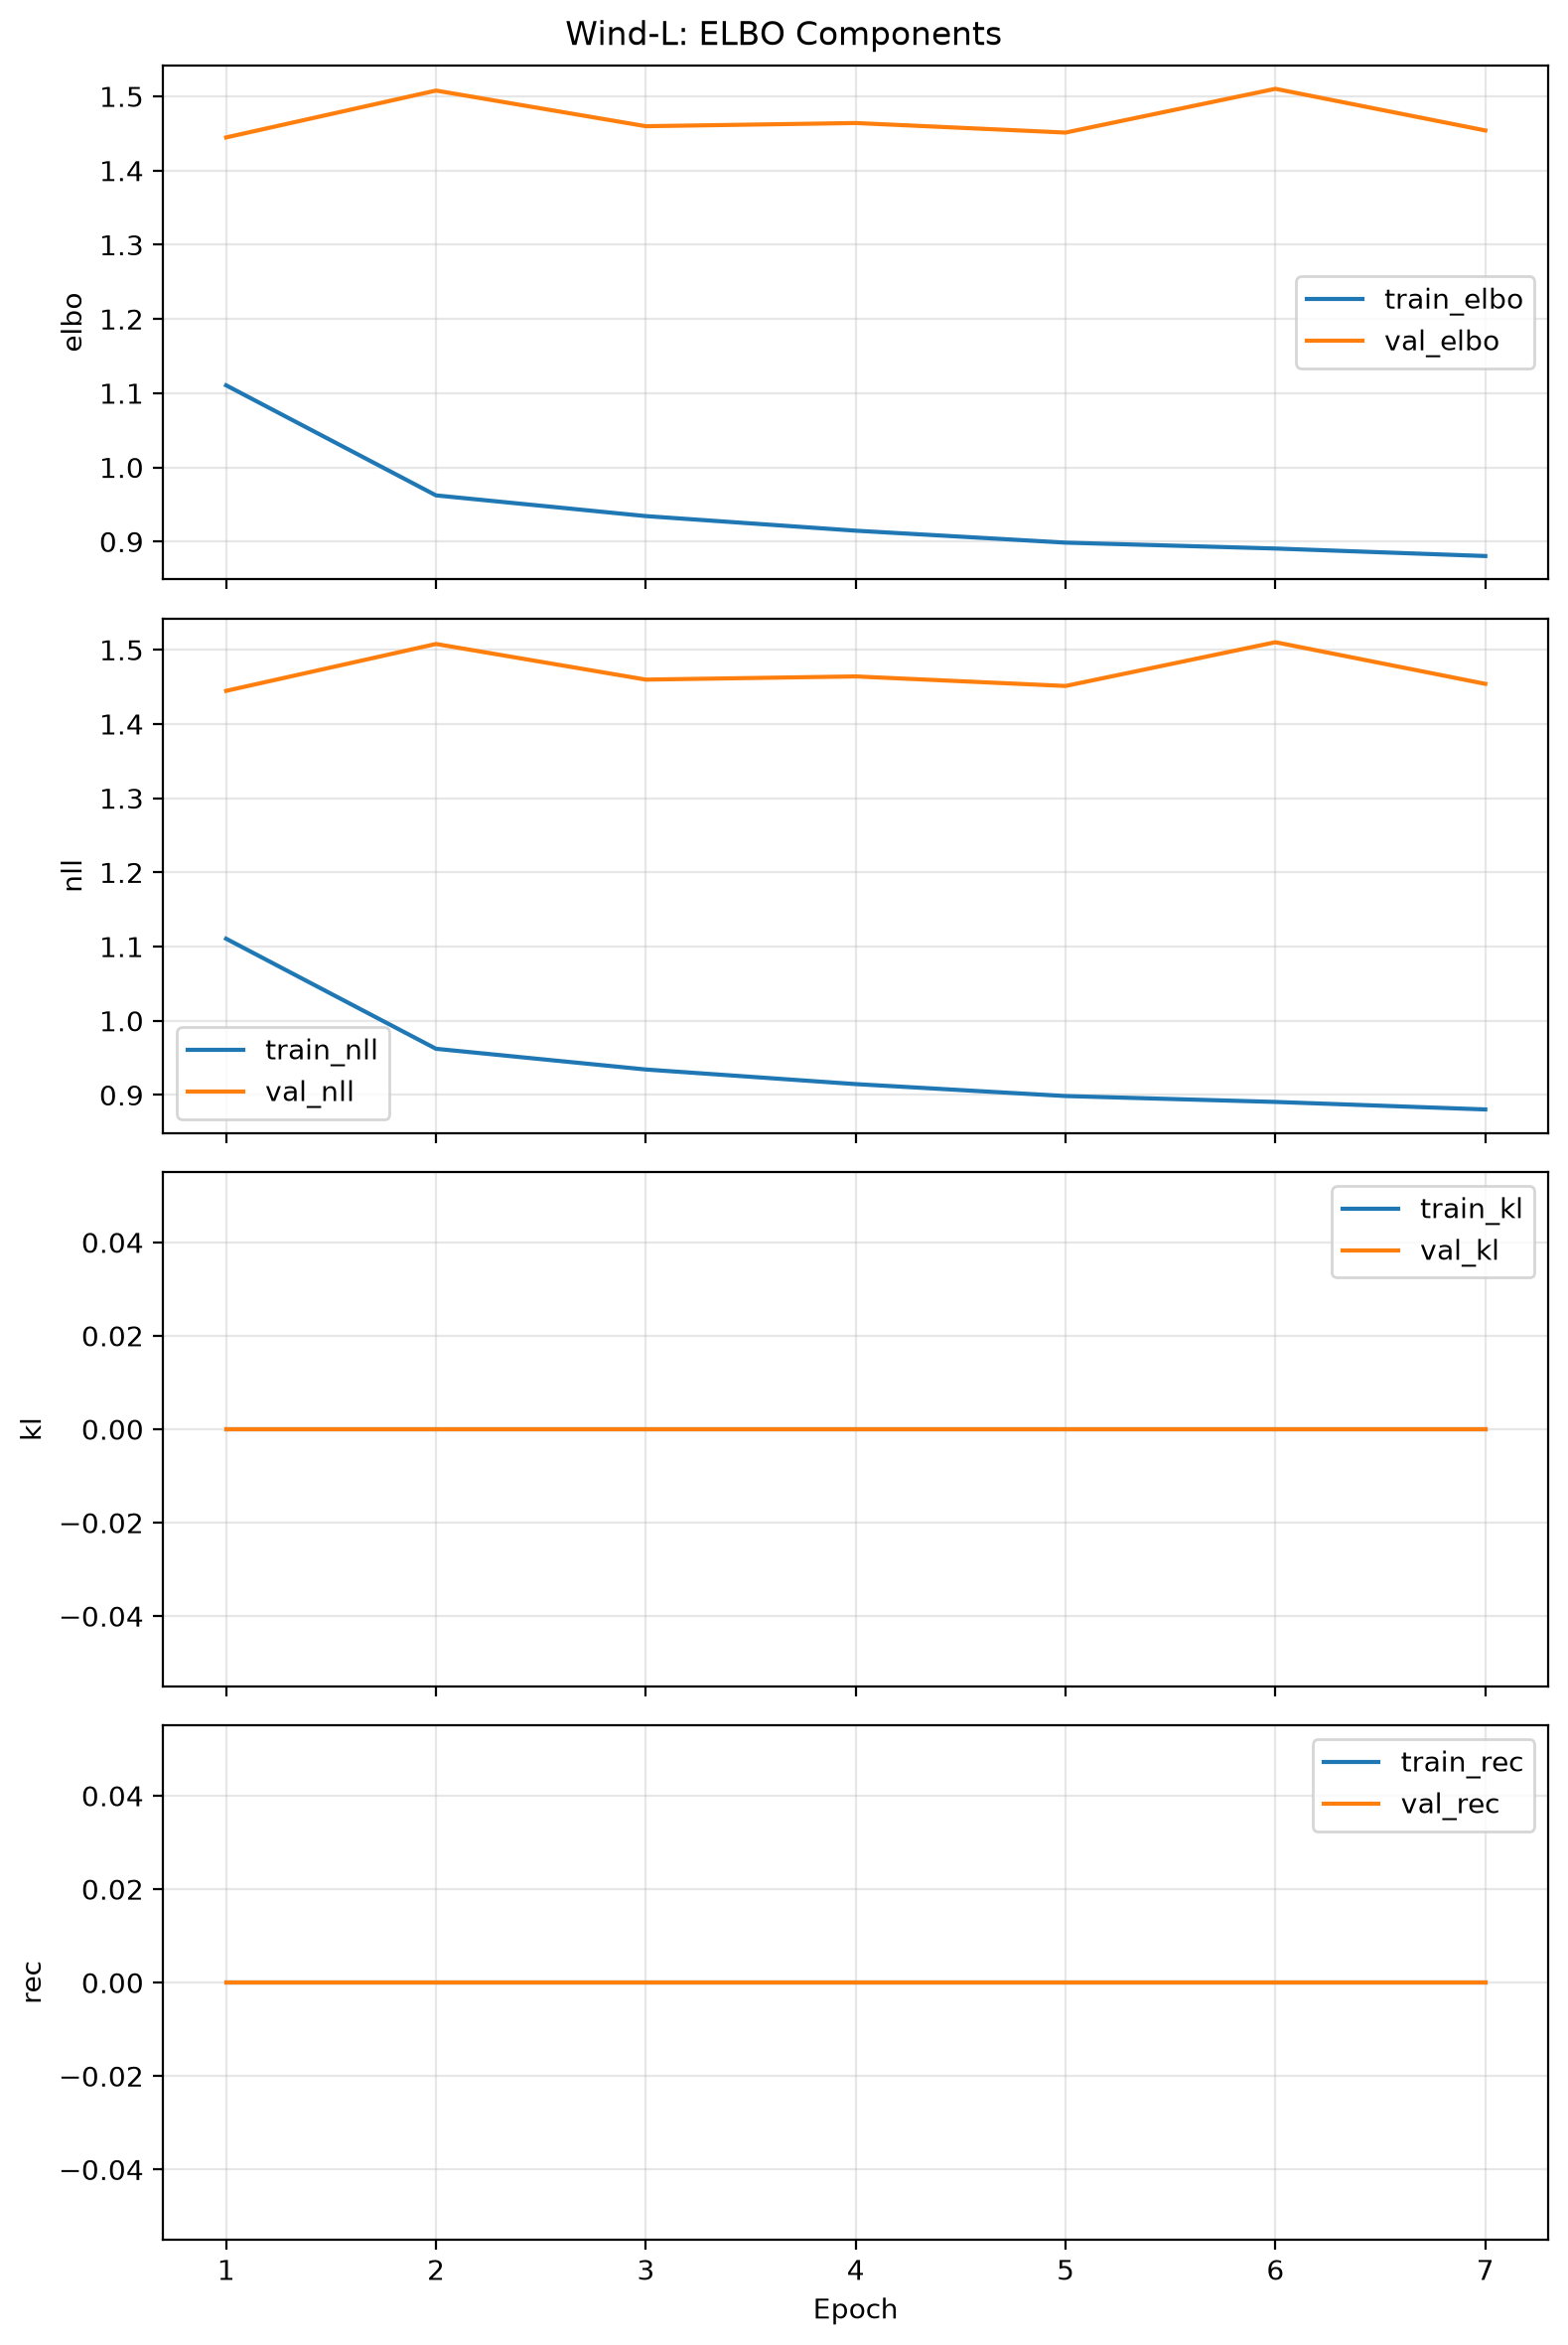 Wind-L: ELBO Components
1.5
1.4
1.3
1.2
1.1
1.0
0.9
elbo
train_elbo
val_elbo
1.5
1.4
1.3
1.2
1.1
1.0
0.9
nll
train_nll
val_nll
0.04
0.02
0.00
−0.02
−0.04
kl
train_kl
val_kl
0.04
0.02
0.00
−0.02
−0.04
rec
train_rec
val_rec
1 2 3 4 5 6 7
Epoch